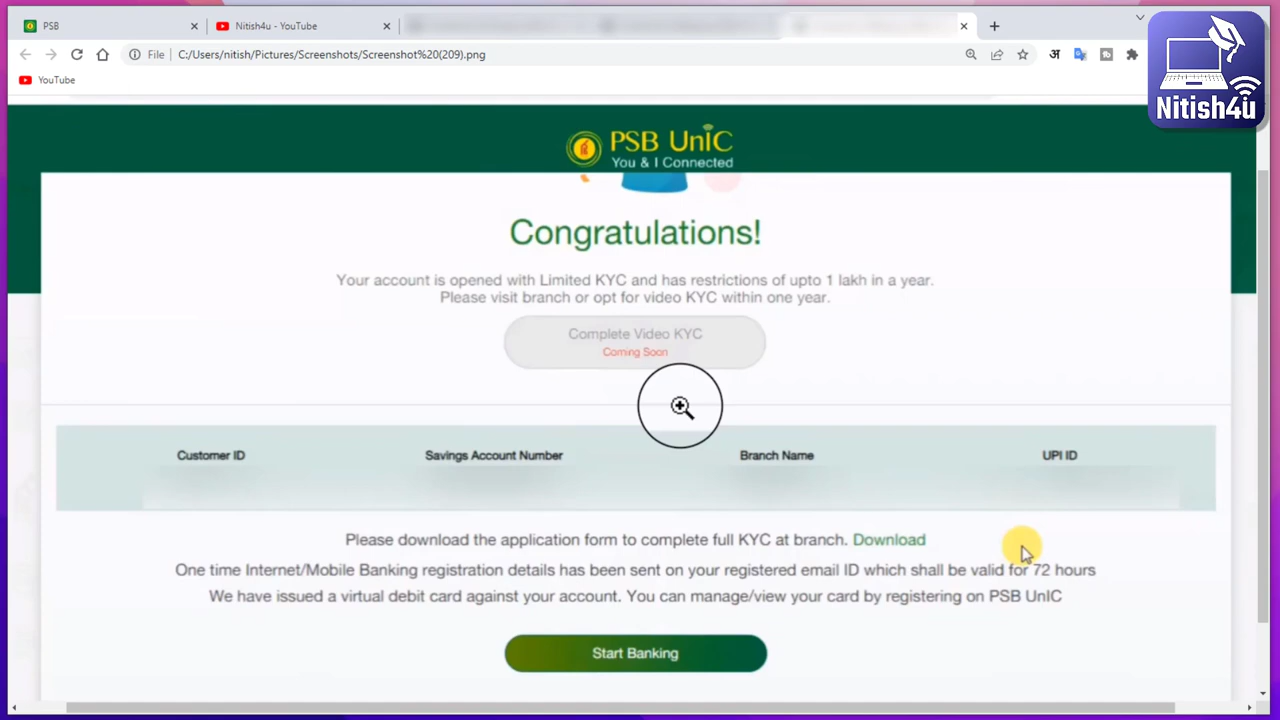 PSB
Nitish4u - YouTube
File
C:/Users/nitish/Pictures/Screenshots/Screenshot%20(209).png
अ
YouTube
Nitish4u
PSB UnIC
You & I Connected
Congratulations!
Your account is opened with Limited KYC and has restrictions of upto 1 lakh in a year.
Please visit branch or opt for video KYC within one year.
Complete Video KYC
Coming Soon
Customer ID Savings Account Number Branch Name UPI ID
Please download the application form to complete full KYC at branch. Download
One time Internet/Mobile Banking registration details has been sent on your registered email ID which shall be valid for 72 hours
We have issued a virtual debit card against your account. You can manage/view your card by registering on PSB UnIC
Start Banking